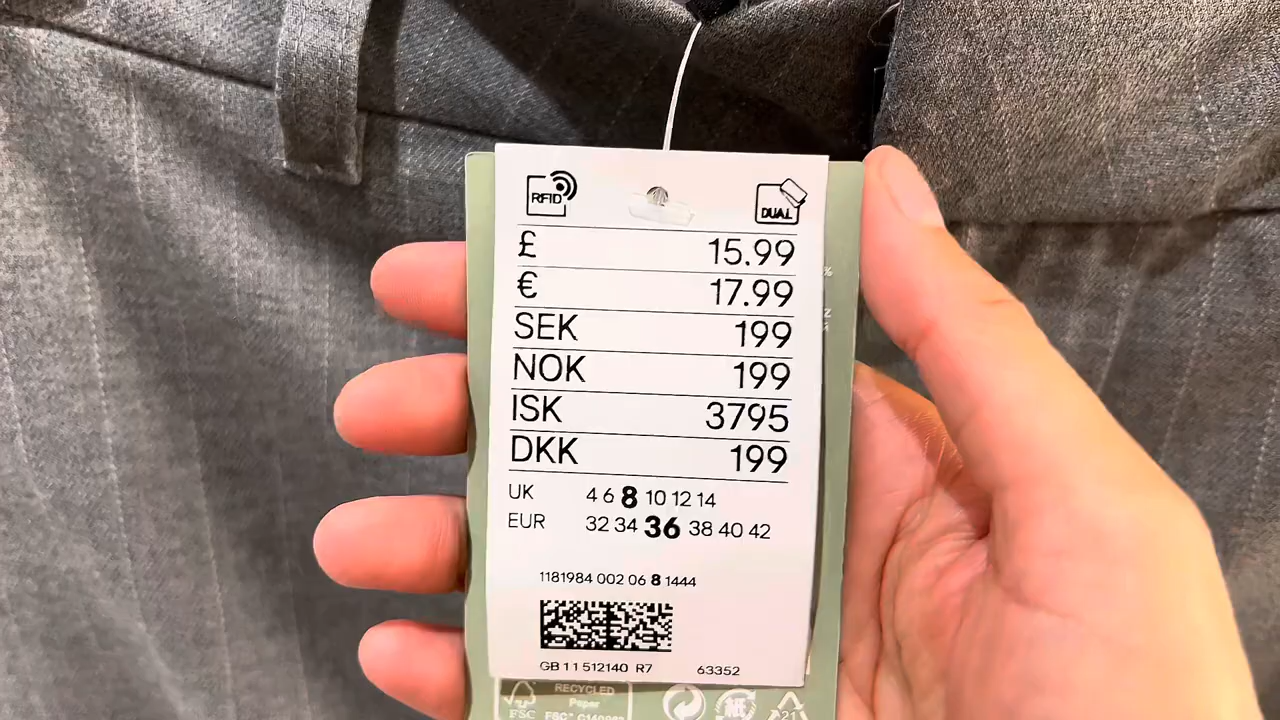 RFID
DUAL
£ 15.99
€ 17.99
SEK 199
NOK 199
ISK 3795
DKK 199
UK 4 6 8 10 12 14
EUR 32 34 36 38 40 42
1181984 002 06 8 1444
GB 11 512140 R7 63352
RECYCLED
Paper
FSC
21
%
Z